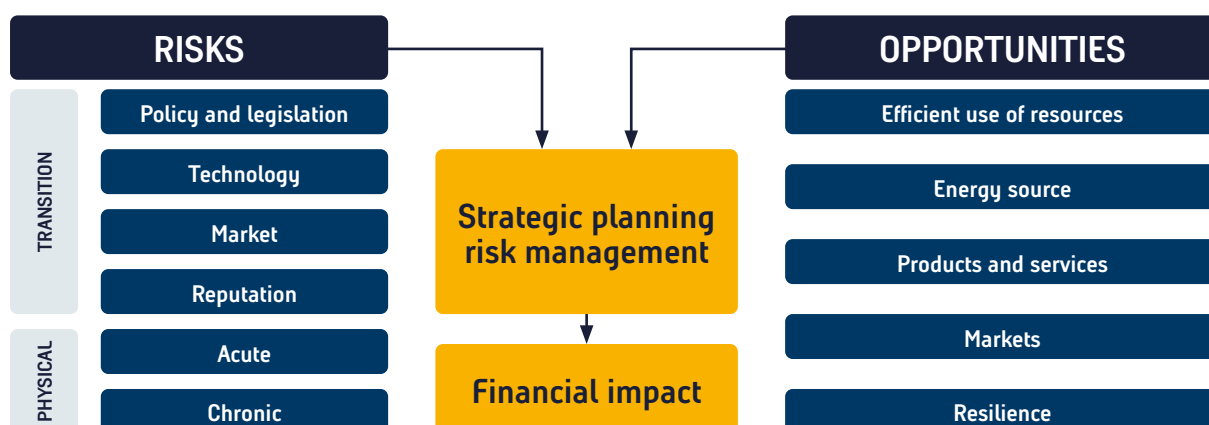 RISKS
TRANSITION
Policy and legislation
Technology
Market
Reputation
PHYSICAL
Acute
Chronic
Strategic planning
risk management
Financial impact
OPPORTUNITIES
Efficient use of resources
Energy source
Products and services
Markets
Resilience